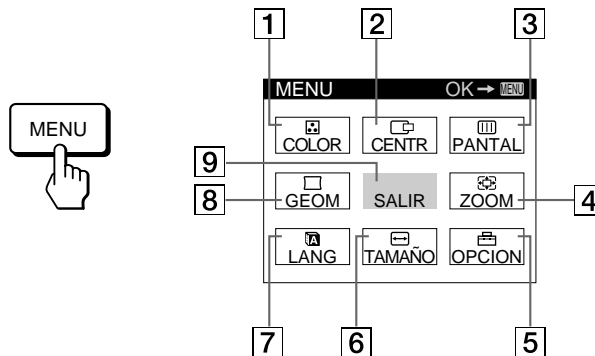 1 2 3
MENU OK → MENU
MENU
COLOR CENTR PANTAL
9
8 GEOM SALIR ZOOM 4
LANG TAMAÑO OPCION
7 6 5